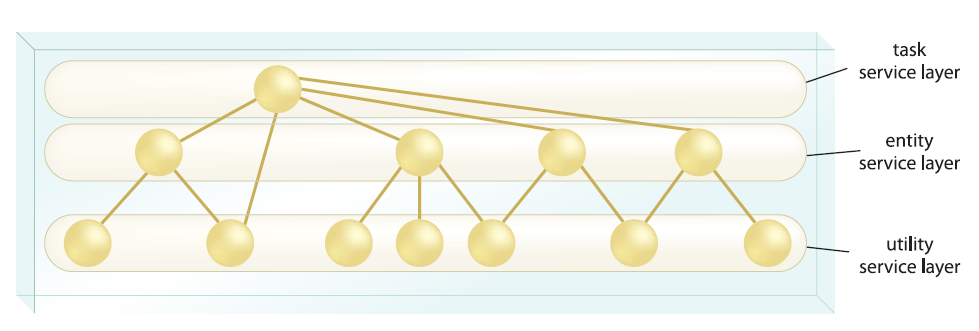 task
service layer
entity
service layer
utility
service layer